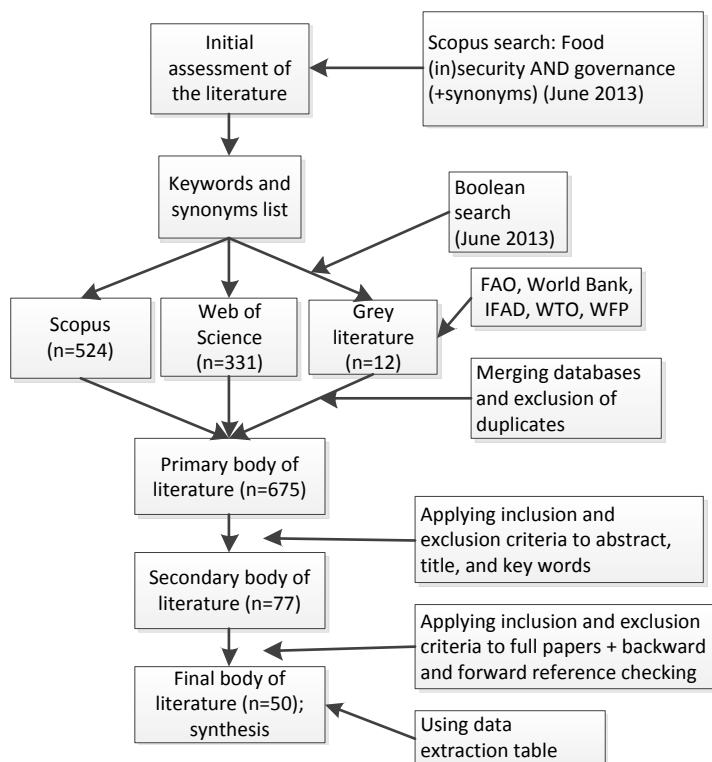 Initial
assessment of
the literature
Scopus search: Food
(in)security AND governance
(+synonyms) (June 2013)
Keywords and
synonyms list
Boolean
search
(June 2013)
Scopus
(n=524)
Web of
Science
(n=331)
Grey
literature
(n=12)
FAO, World Bank,
IFAD, WTO, WFP
Merging databases
and exclusion of
duplicates
Primary body of
literature (n=675)
Applying inclusion and
exclusion criteria to abstract,
title, and key words
Secondary body of
literature (n=77)
Applying inclusion and exclusion
criteria to full papers + backward
and forward reference checking
Final body of
literature (n=50);
synthesis
Using data
extraction table